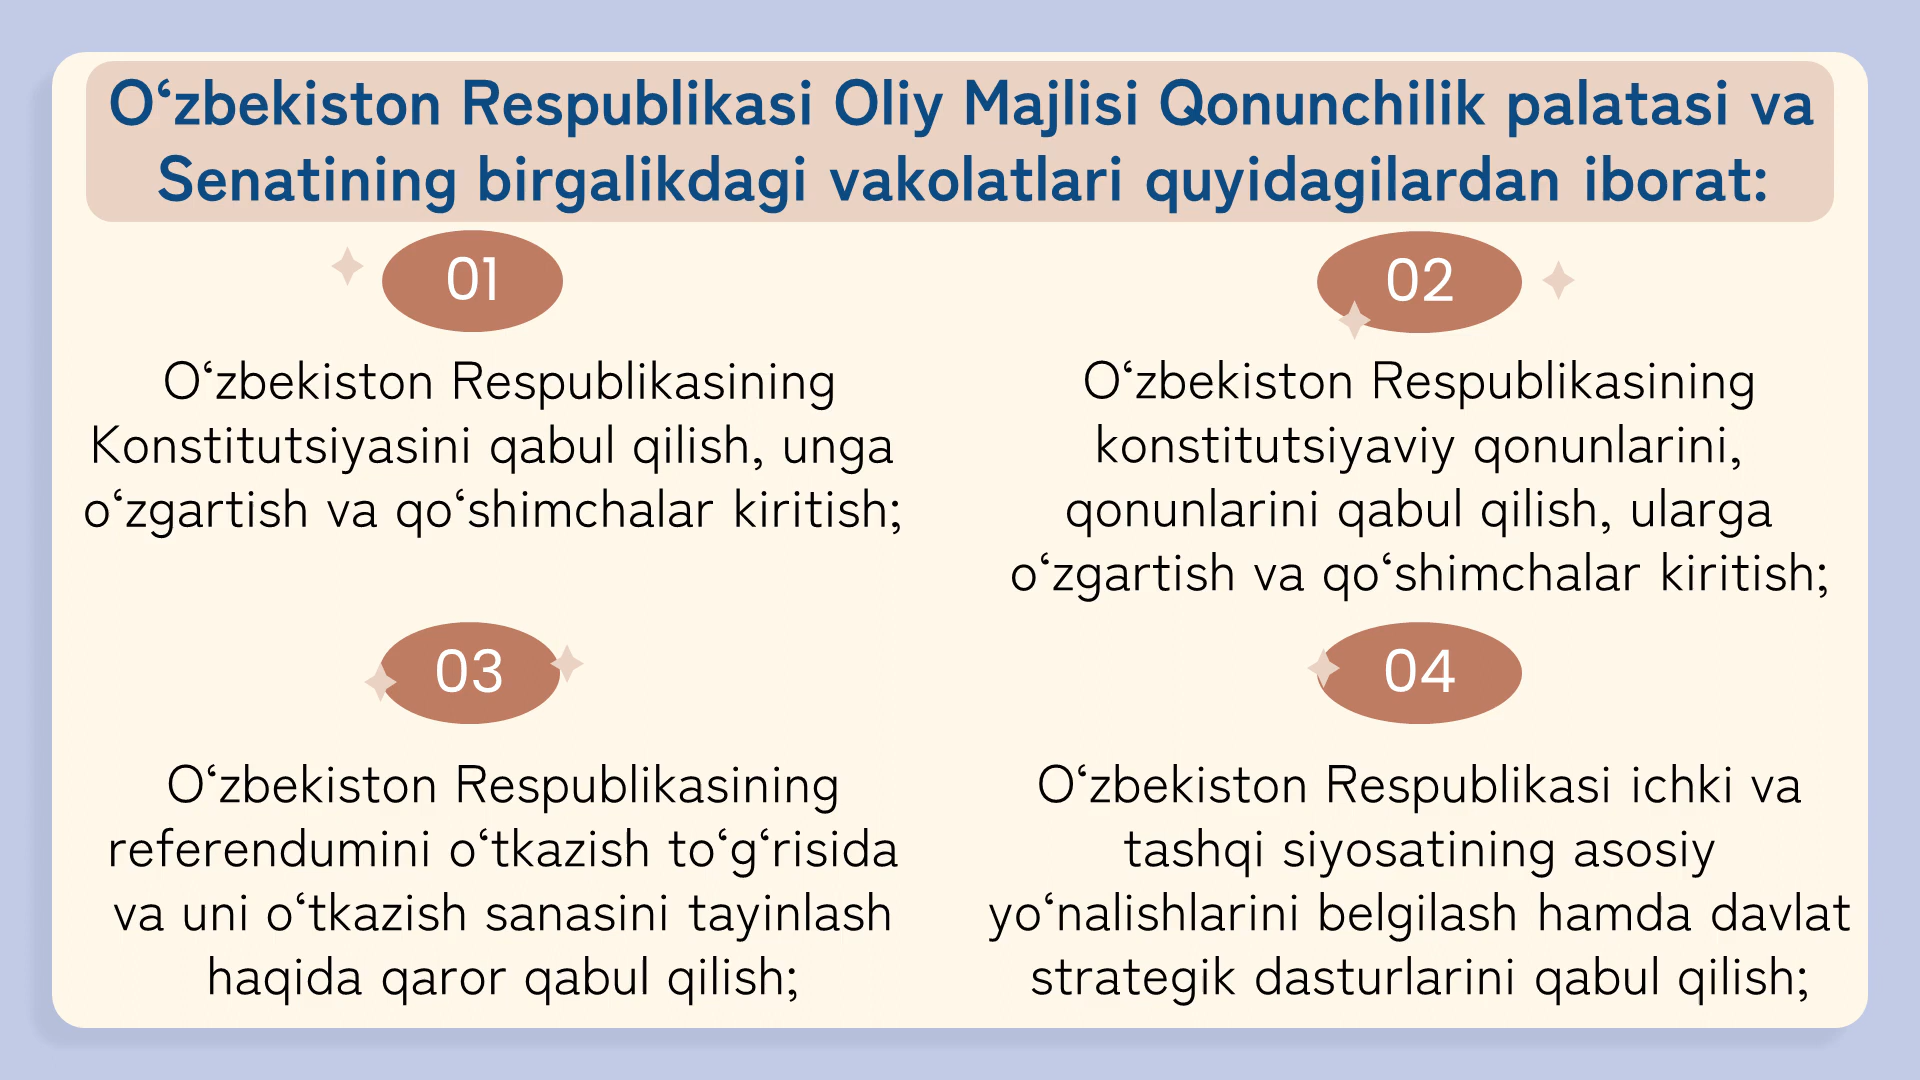 O‘zbekiston Respublikasi Oliy Majlisi Qonunchilik palatasi va
Senatining birgalikdagi vakolatlari quyidagilardan iborat:
01
O‘zbekiston Respublikasining
Konstitutsiyasini qabul qilish, unga
o‘zgartish va qo‘shimchalar kiritish;
02
O‘zbekiston Respublikasining
konstitutsiyaviy qonunlarini,
qonunlarini qabul qilish, ularga
o‘zgartish va qo‘shimchalar kiritish;
03
O‘zbekiston Respublikasining
referendumini o‘tkazish to‘g‘risida
va uni o‘tkazish sanasini tayinlash
haqida qaror qabul qilish;
04
O‘zbekiston Respublikasi ichki va
tashqi siyosatining asosiy
yo‘nalishlarini belgilash hamda davlat
strategik dasturlarini qabul qilish;